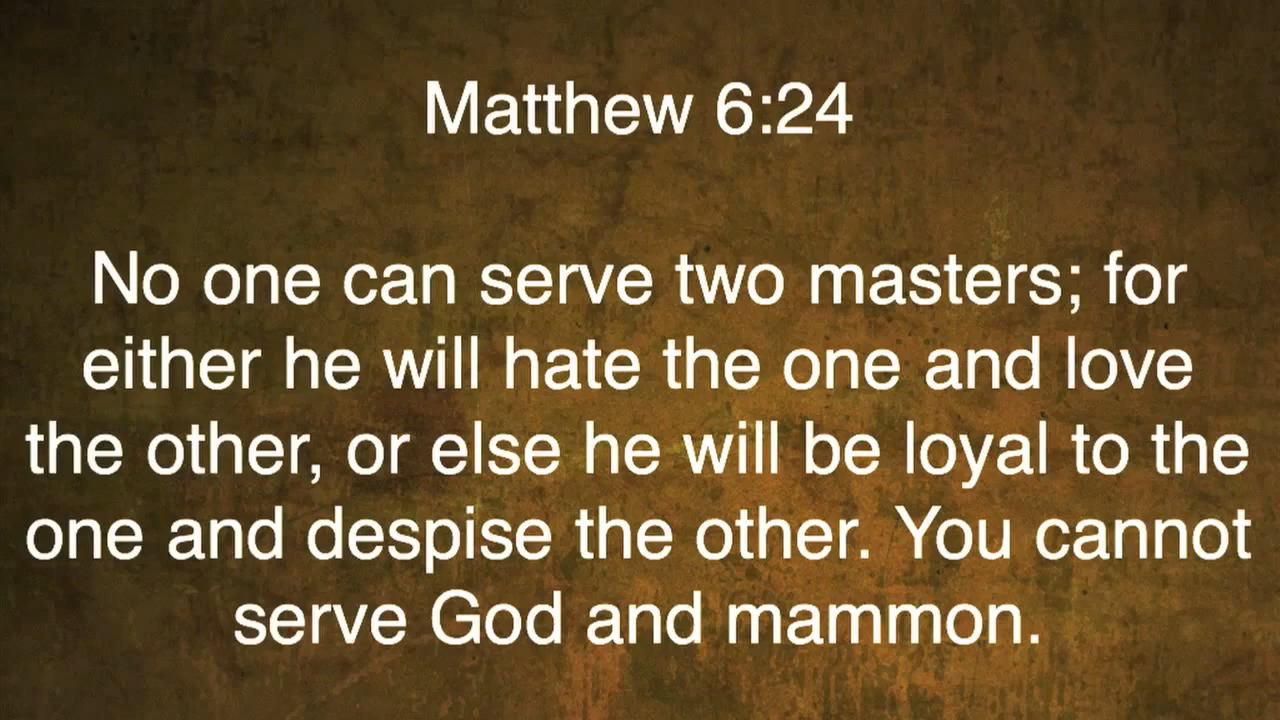 Matthew 6:24
No one can serve two masters; for
either he will hate the one and love
the other, or else he will be loyal to the
one and despise the other. You cannot
serve God and mammon.